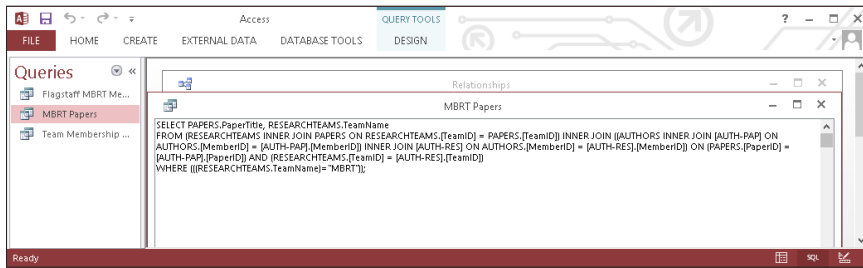 Access
QUERY TOOLS
FILE HOME CREATE EXTERNAL DATA DATABASE TOOLS DESIGN
Queries
Flagstaff MBRT Me...
MBRT Papers
Team Membership ...
Relationships
MBRT Papers
SELECT PAPERS.PaperTitle, RESEARCHTEAMS.TeamName
FROM (RESEARCHTEAMS INNER JOIN PAPERS ON RESEARCHTEAMS.[TeamID] = PAPERS.[TeamID]) INNER JOIN ((AUTHORS INNER JOIN [AUTH-PAP] ON
AUTHORS.[MemberID] = [AUTH-PAP].[MemberID]) INNER JOIN [AUTH-RES] ON AUTHORS.[MemberID] = [AUTH-RES].[MemberID]) ON (PAPERS.[PaperID] =
[AUTH-PAP].[PaperID]) AND (RESEARCHTEAMS.[TeamID] = [AUTH-RES].[TeamID])
WHERE (((RESEARCHTEAMS.TeamName)="MBRT"));
Ready
SQL